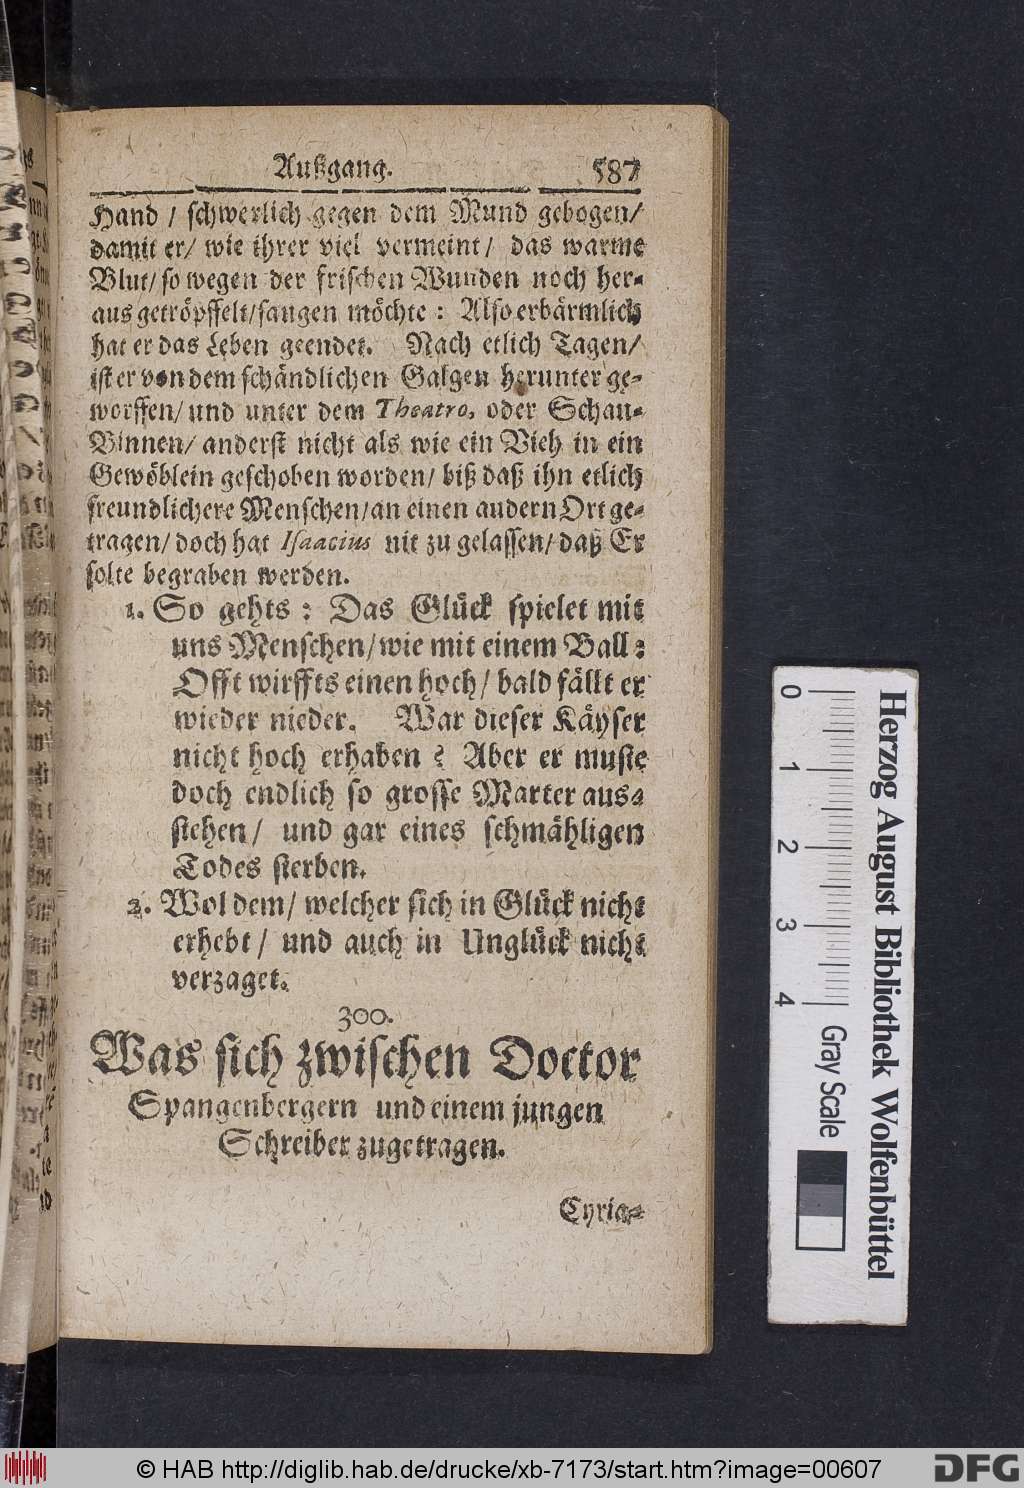 Außgang. 587
Hand / schwerlich gegen dem Mund gebogen/
damit er/ wie ihrer viel vermeint/ das warme
Blut/ so wegen der frischen Wunden noch her-
aus getröpffelt/ saugen möchte : Also erbärmlich
hat er das Leben geendet. Nach etlich Tagen/
ist er von dem schändlichen Galgen herunter ge-
worffen/ und unter dem Theatro, oder Schau-
Binnen/ anderst nicht als wie ein Vieh in ein
Gewöblein geschoben worden/ biß daß ihn etlich
freundlichere Menschen/ an einen andern Ort ge-
tragen/ doch hat Isaacius nit zu gelassen/ daß Er
solte begraben werden.
1. So gehts : Das Glück spielet mit
uns Menschen/ wie mit einem Ball :
Offt wirffts einen hoch/ bald fällt er
wieder nieder. War dieser Käyser
nicht hoch erhaben ? Aber er muste
doch endlich so grosse Marter aus-
stehen/ und gar eines schmähligen
Todes sterben.
2. Wol dem/ welcher sich in Glück nicht
erhebt / und auch in Unglück nicht
verzaget.
300.
Was sich zwischen Doctor
Spangenbergern und einem jungen
Schreiber zugetragen.
Cyria-
0 1 2 3 4 Gray Scale
Herzog August Bibliothek Wolfenbüttel
© HAB http://diglib.hab.de/drucke/xb-7173/start.htm?image=00607
DFG